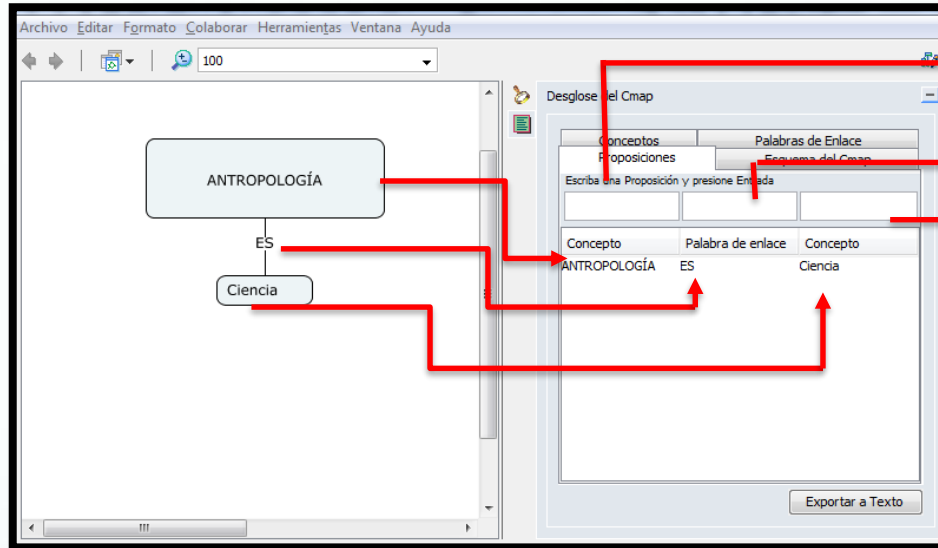 Archivo Editar Formato Colaborar Herramientas Ventana Ayuda
100
Desglose del Cmap
Conceptos Palabras de Enlace
Proposiciones Esquema del Cmap
Escriba una Proposición y presione Entrada
Concepto Palabra de enlace Concepto
ANTROPOLOGÍA ES Ciencia
ANTROPOLOGÍA
ES
Ciencia
Exportar a Texto